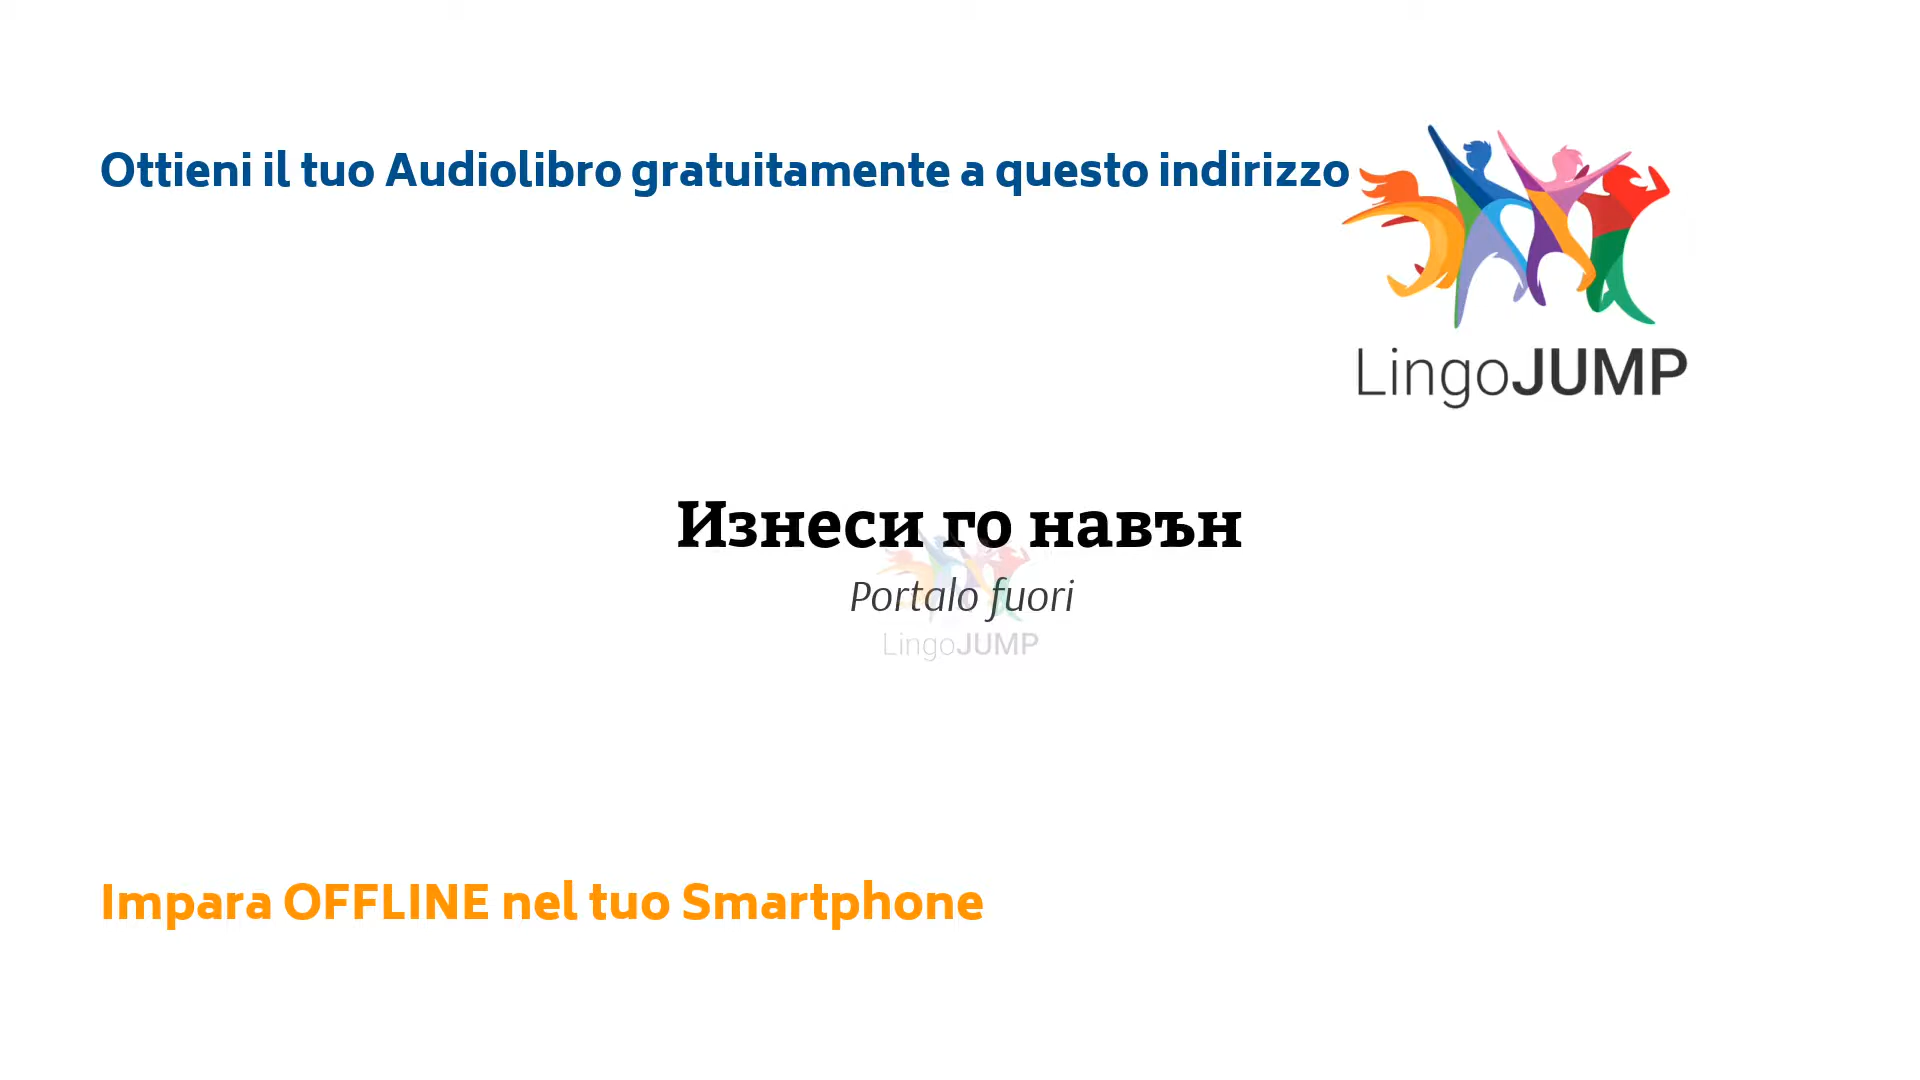 Ottieni il tuo Audiolibro gratuitamente a questo indirizzo
LingoJUMP
Изнеси го навън
Portalo fuori
LingoJUMP
Impara OFFLINE nel tuo Smartphone